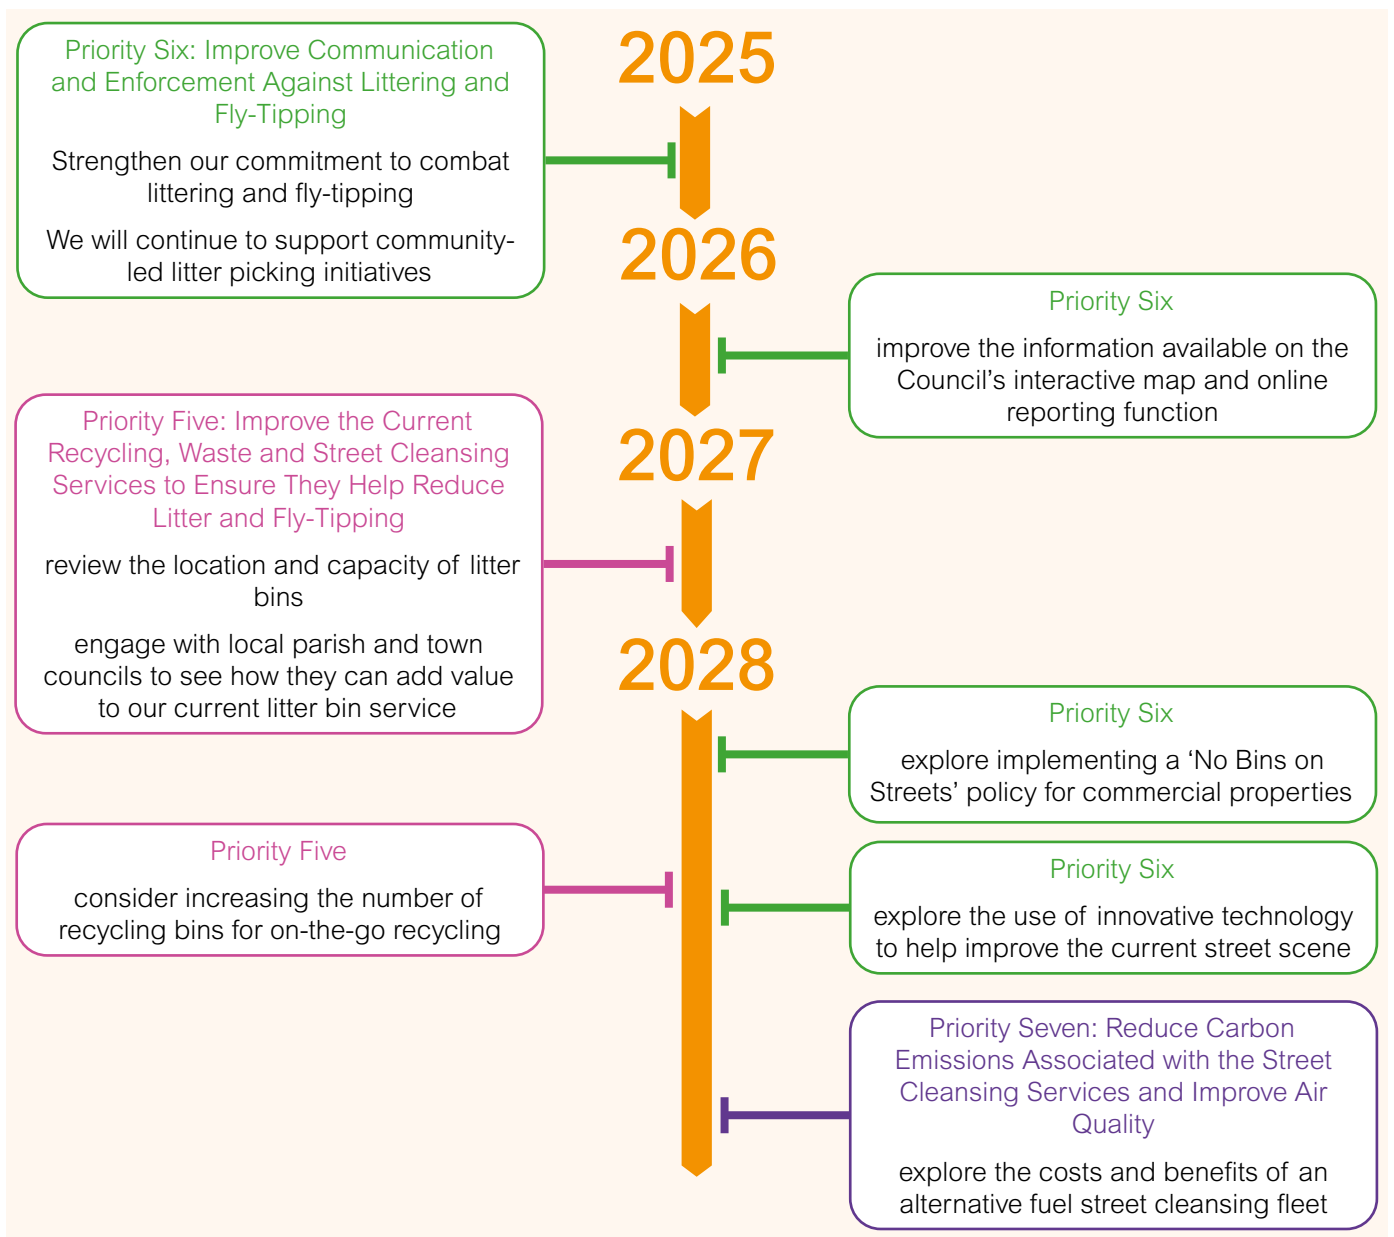 2025
Priority Six: Improve Communication
and Enforcement Against Littering and
Fly-Tipping
Strengthen our commitment to combat
littering and fly-tipping
We will continue to support community-
led litter picking initiatives
2026
Priority Six
improve the information available on the
Council’s interactive map and online
reporting function
2027
Priority Five: Improve the Current
Recycling, Waste and Street Cleansing
Services to Ensure They Help Reduce
Litter and Fly-Tipping
review the location and capacity of litter
bins
engage with local parish and town
councils to see how they can add value
to our current litter bin service
2028
Priority Six
explore implementing a ‘No Bins on
Streets’ policy for commercial properties
Priority Five
consider increasing the number of
recycling bins for on-the-go recycling
Priority Six
explore the use of innovative technology
to help improve the current street scene
Priority Seven: Reduce Carbon
Emissions Associated with the Street
Cleansing Services and Improve Air
Quality
explore the costs and benefits of an
alternative fuel street cleansing fleet